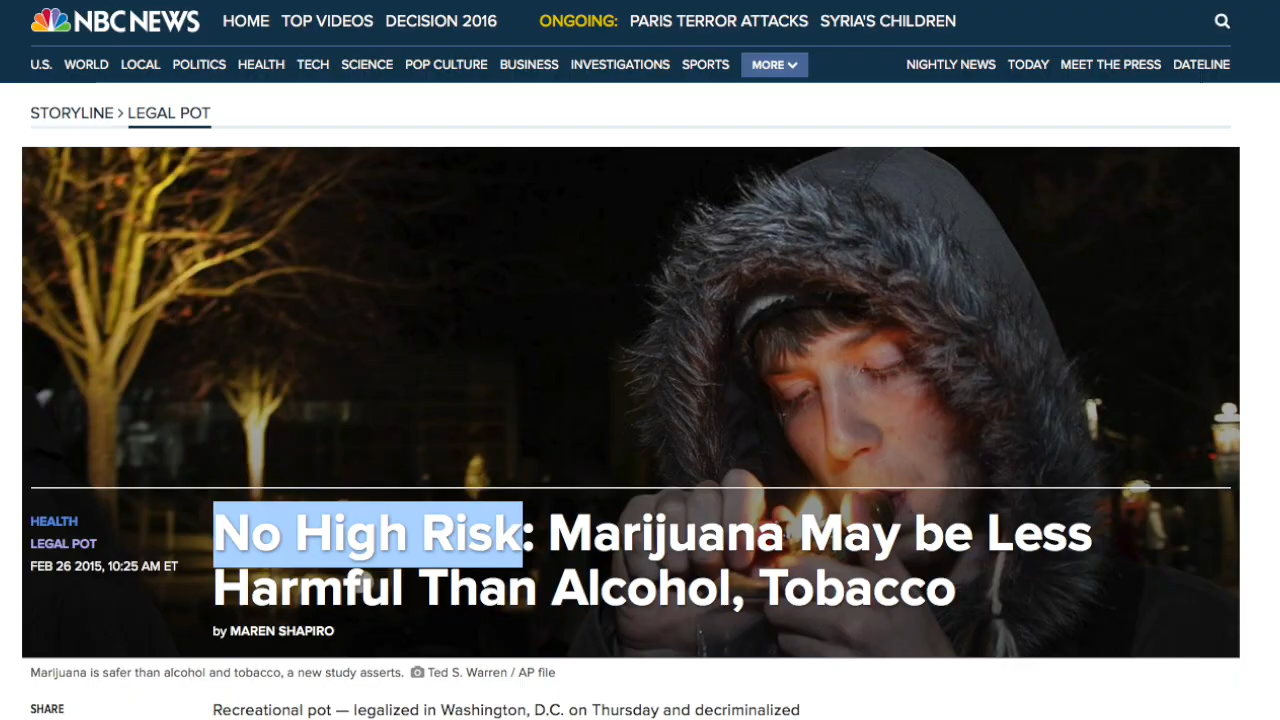 NBC NEWS HOME TOP VIDEOS DECISION 2016 ONGOING: PARIS TERROR ATTACKS SYRIA'S CHILDREN
U.S. WORLD LOCAL POLITICS HEALTH TECH SCIENCE POP CULTURE BUSINESS INVESTIGATIONS SPORTS MORE NIGHTLY NEWS TODAY MEET THE PRESS DATELINE
STORYLINE > LEGAL POT
HEALTH
LEGAL POT
FEB 26 2015, 10:25 AM ET
No High Risk: Marijuana May be Less
Harmful Than Alcohol, Tobacco
by MAREN SHAPIRO
Marijuana is safer than alcohol and tobacco, a new study asserts. Ted S. Warren / AP file
SHARE
Recreational pot — legalized in Washington, D.C. on Thursday and decriminalized